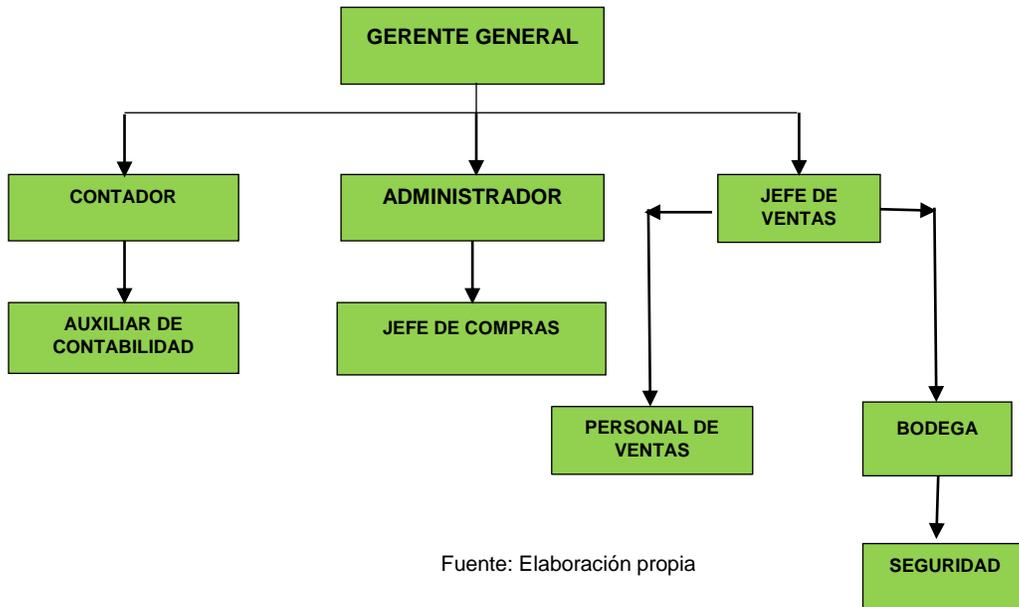 GERENTE GENERAL
CONTADOR
ADMINISTRADOR
JEFE DE
VENTAS
AUXILIAR DE
CONTABILIDAD
JEFE DE COMPRAS
PERSONAL DE
VENTAS
BODEGA
Fuente: Elaboración propia
SEGURIDAD